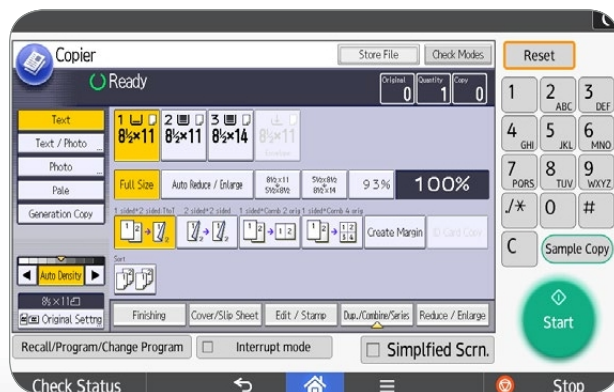 Copier
Store File
Check Modes
Reset
Ready
Original
Quantity
Copy
0
1
0
Text
Text / Photo
Photo
Pale
Generation Copy
1
2
3
8½×11
8½×11
8½×14
8½×11
Full Size
Auto Reduce / Enlarge
8½×11
5½×8½
5½×8½
8½×14
93%
100%
1 sided→2 sided:TtoT
2 sided→2 sided
1 sided→Comb 2 orig
1 sided→Comb 4 orig
Create Margin
ID Card Copy
Sort
Auto Density
8½×11
Original Settng
Finishing
Cover/Slip Sheet
Edit / Stamp
Dup./Combine/Series
Reduce / Enlarge
Recall/Program/Change Program
Interrupt mode
Simplfied Scrn.
Check Status
Stop
1
2 ABC
3 DEF
4 GHI
5 JKL
6 MNO
7 PQRS
8 TUV
9 WXYZ
./*
0
#
C
Sample Copy
Start